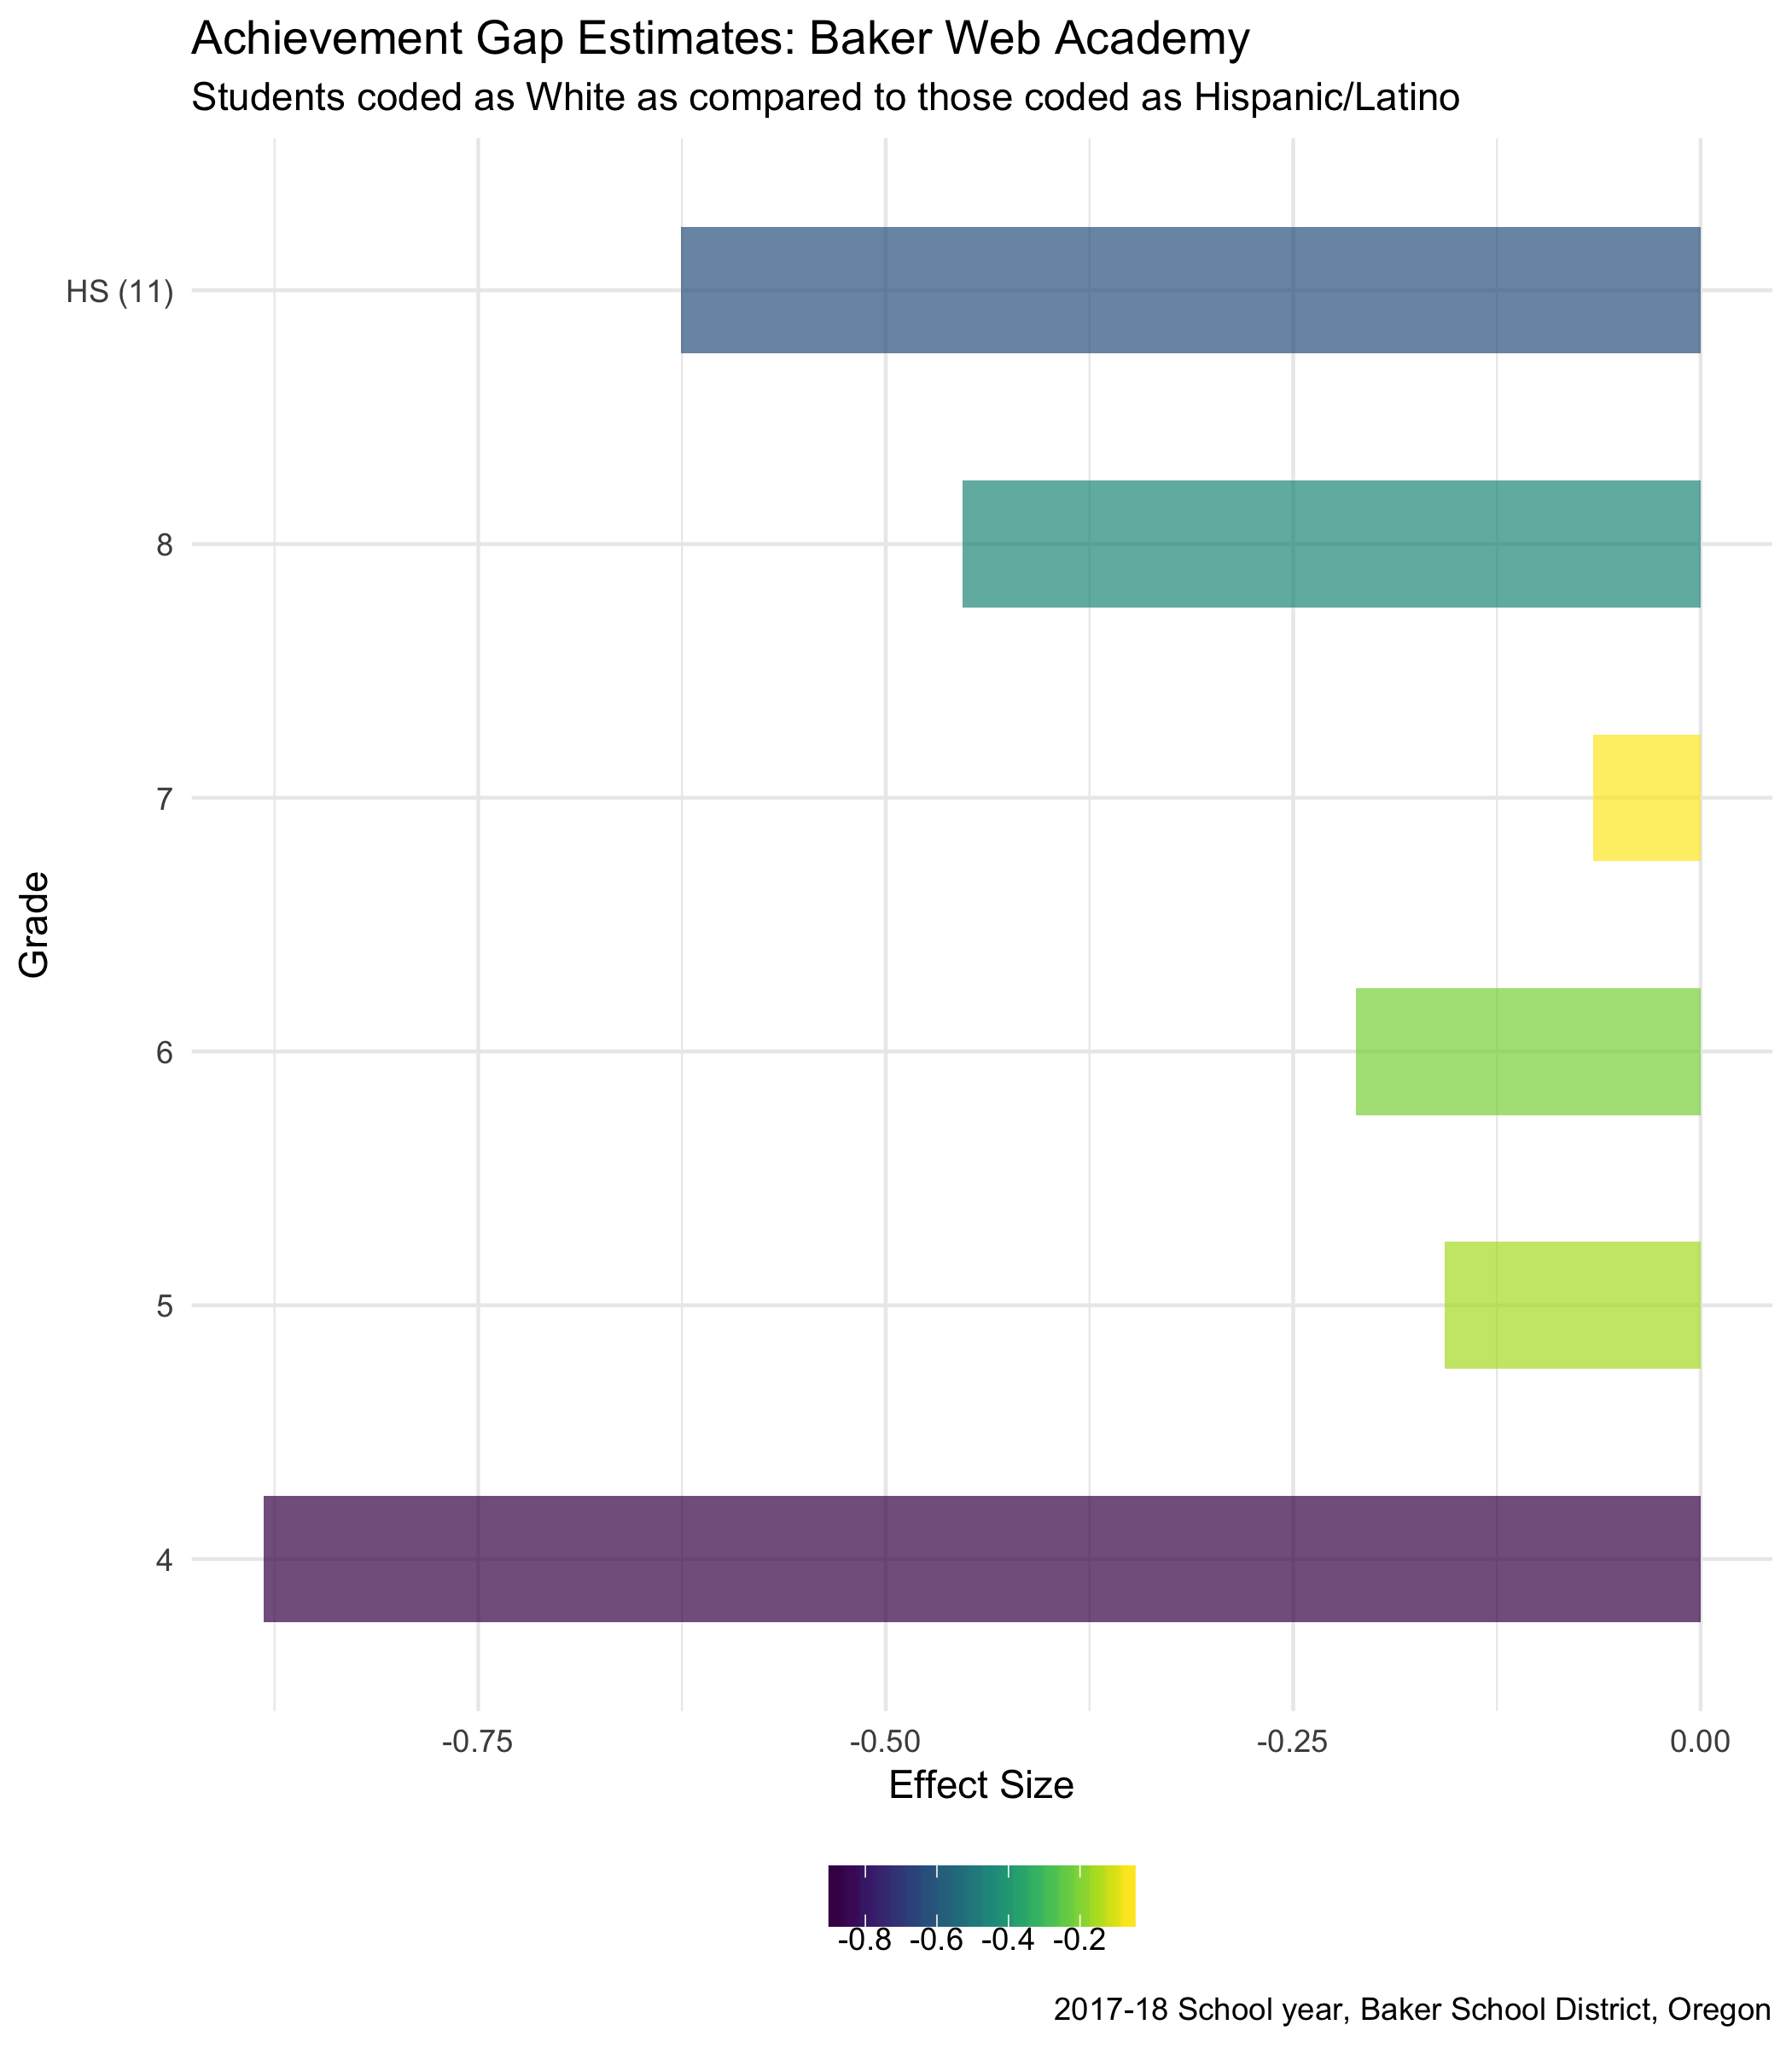 Achievement Gap Estimates: Baker Web Academy
Students coded as White as compared to those coded as Hispanic/Latino
HS (11)
8
7
6
5
4
Grade
-0.75 -0.50 -0.25 0.00
Effect Size
-0.8 -0.6 -0.4 -0.2
2017-18 School year, Baker School District, Oregon